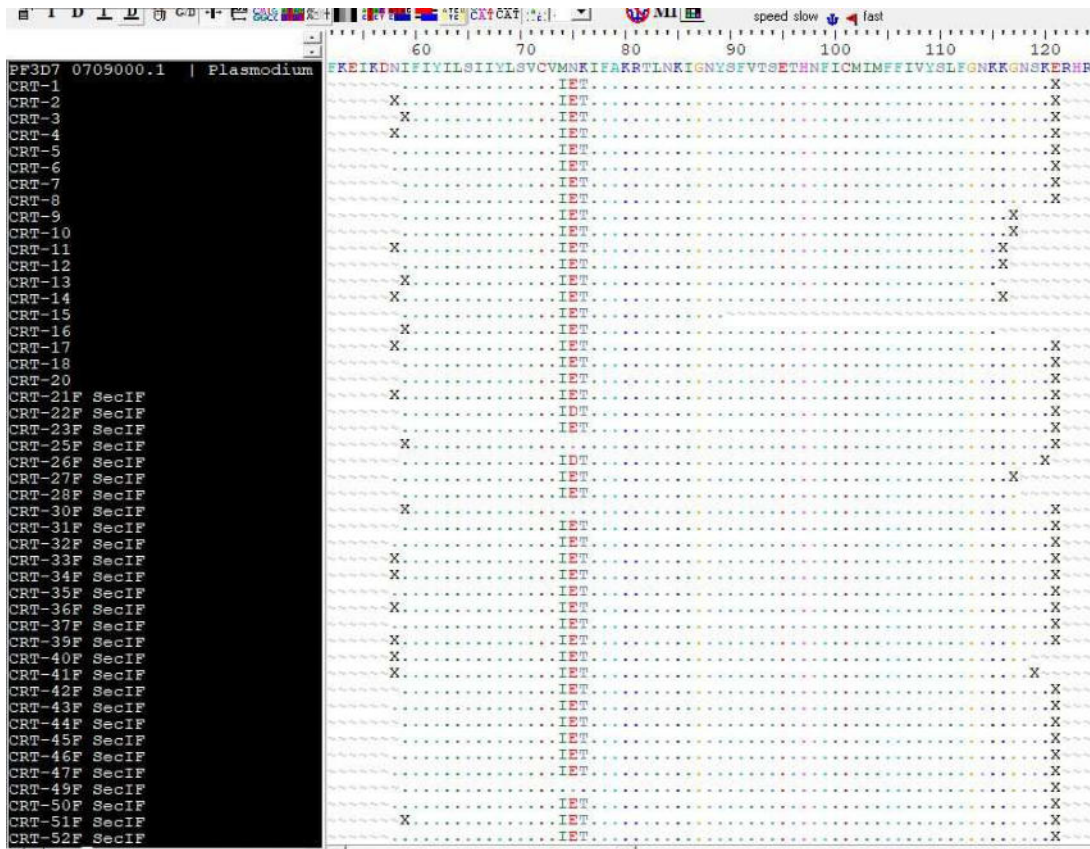 I D I D G/D CAT CAT MI speed slow fast
60 70 80 90 100 110 120
PF3D7 0709000.1 | Plasmodium FKEIKDNIFIYILSIIYLSVCVMNKIFAKRTLNKIGNYSFVTSETHNFICMIMFFIVYSLFGNKKGNSKERHR
CRT-1 IET X
CRT-2 X IET X
CRT-3 X IET X
CRT-4 X IET X
CRT-5 IET X
CRT-6 IET X
CRT-7 IET X
CRT-8 IET X
CRT-9 IET X
CRT-10 IET X
CRT-11 X IET X
CRT-12 IET X
CRT-13 X IET
CRT-14 X IET X
CRT-15 IET
CRT-16 X IET
CRT-17 X IET X
CRT-18 IET X
CRT-20 IET X
CRT-21F SecIF X IET X
CRT-22F SecIF IDT X
CRT-23F SecIF IET X
CRT-25F SecIF X X
CRT-26F SecIF IDT X
CRT-27F SecIF IET X
CRT-28F SecIF IET
CRT-30F SecIF X X
CRT-31F SecIF IET X
CRT-32F SecIF IET X
CRT-33F SecIF X IET X
CRT-34F SecIF X IET X
CRT-35F SecIF IET X
CRT-36F SecIF X IET X
CRT-37F SecIF IET X
CRT-39F SecIF X IET X
CRT-40F SecIF X IET
CRT-41F SecIF X IET X
CRT-42F SecIF IET X
CRT-43F SecIF IET X
CRT-44F SecIF IET X
CRT-45F SecIF IET X
CRT-46F SecIF IET X
CRT-47F SecIF IET X
CRT-49F SecIF X
CRT-50F SecIF IET X
CRT-51F SecIF X IET X
CRT-52F SecIF IET X